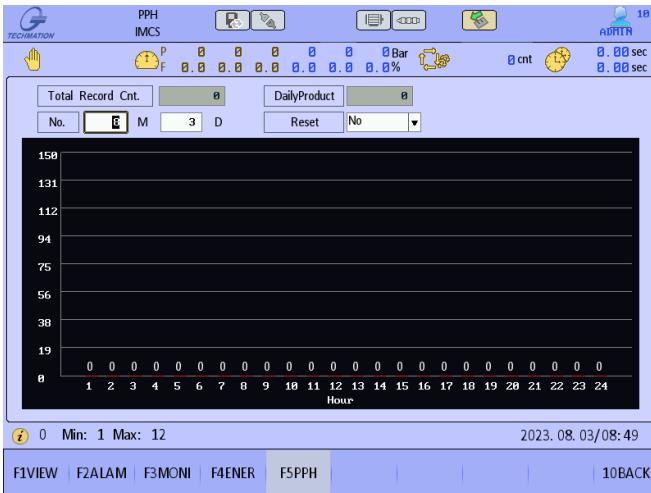 TECHMATION
PPH
IMCS
10
ADMIN
P 0 0 0 0 0 0 Bar
F 0.0 0.0 0.0 0.0 0.0 0.0%
0 cnt
0.00 sec
0.00 sec
Total Record Cnt. 0 DailyProduct 0
No. 8 M 3 D Reset No
150
131
112
94
75
56
38
19
0
0 0 0 0 0 0 0 0 0 0 0 0 0 0 0 0 0 0 0 0 0 0 0 0
1 2 3 4 5 6 7 8 9 10 11 12 13 14 15 16 17 18 19 20 21 22 23 24
Hour
i 0 Min: 1 Max: 12 2023. 08. 03/08:49
F1VIEW F2ALAM F3MONI F4ENER F5PPH 10BACK